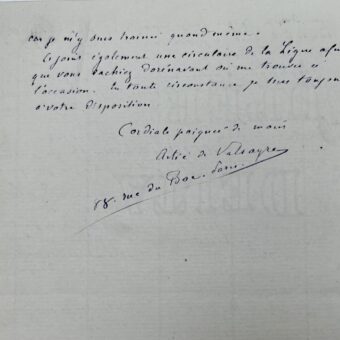 car je m'y suis traînée quand même.
Ci joint également une circulaire de la Ligue afin
que vous sachiez dorénavant où me trouver à
l'occasion. En toute circonstance je suis toujours
à votre disposition
Cordiale poignée de main
Astié de Valsayre
18, rue du Bac. Paris.